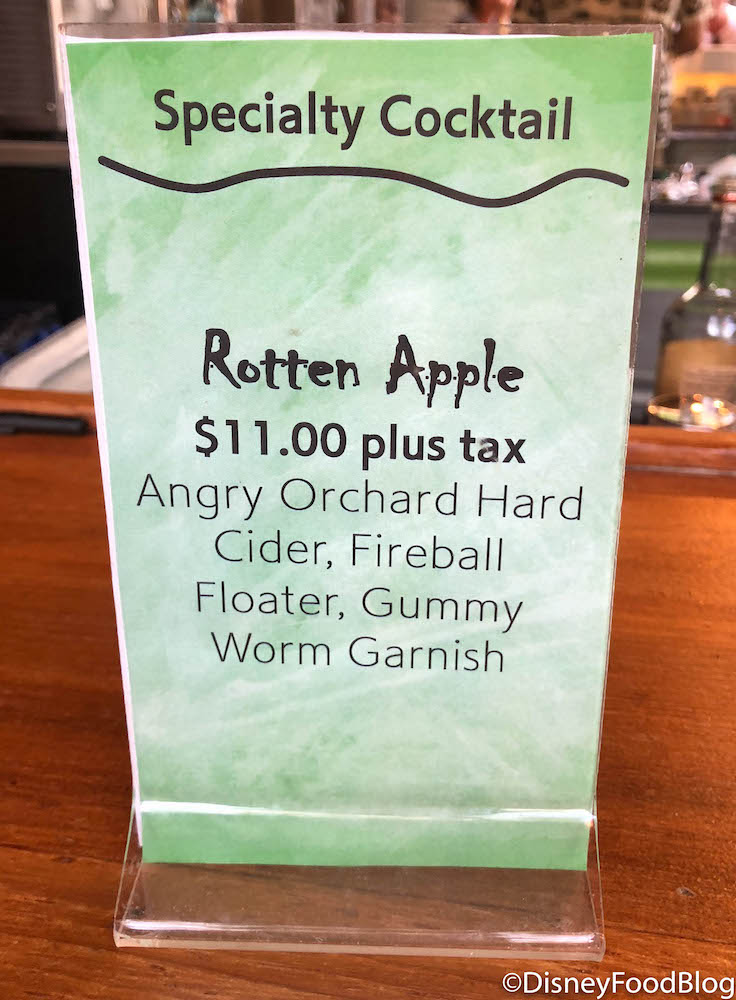 Specialty Cocktail
Rotten Apple
$11.00 plus tax
Angry Orchard Hard
Cider, Fireball
Floater, Gummy
Worm Garnish
©DisneyFoodBlog